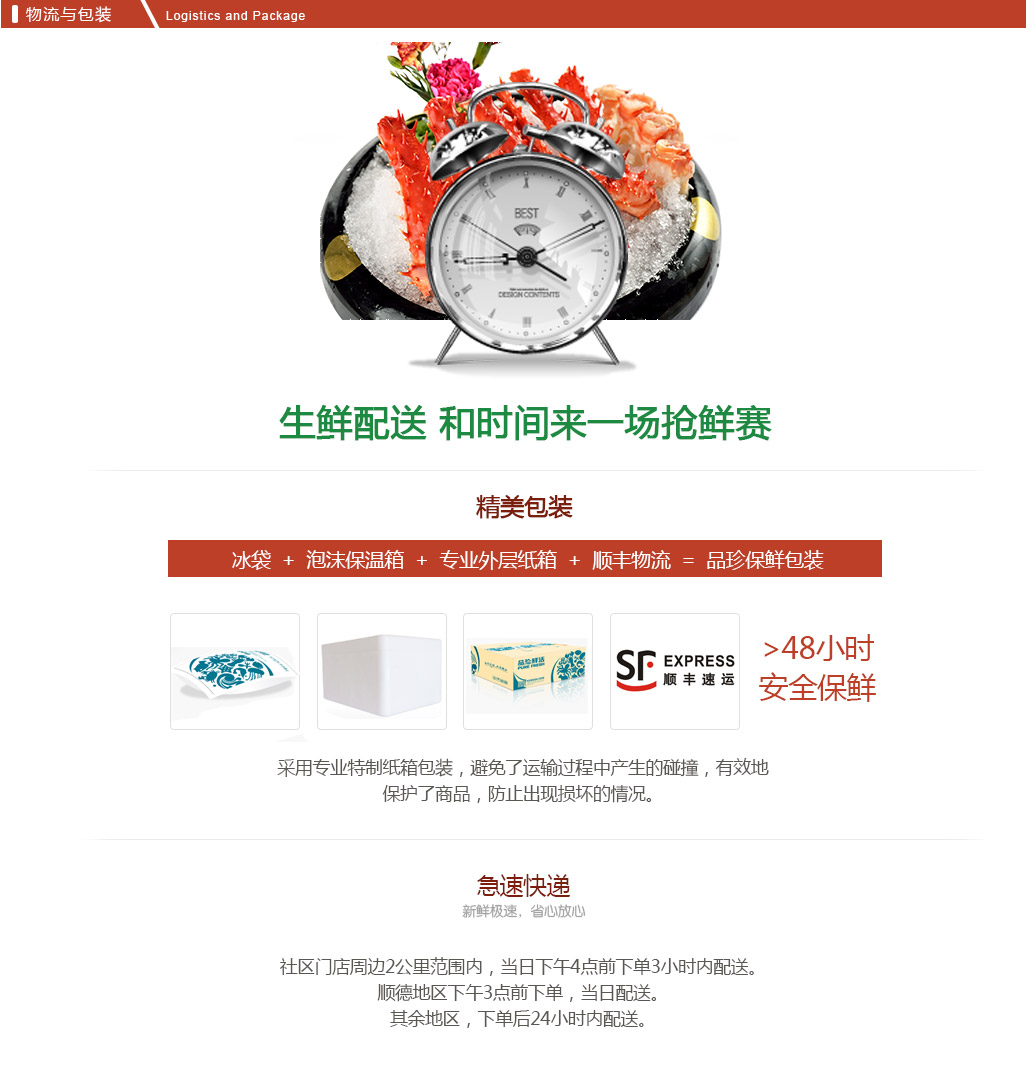 物流与包装
Logistics and Package
BEST
DESIGN CONTENTS
生鲜配送 和时间来一场抢鲜赛
精美包装
冰袋 + 泡沫保温箱 + 专业外层纸箱 + 顺丰物流 = 品珍保鲜包装
品珍鲜活
PURE FRESH
SF EXPRESS
顺丰速运
>48小时
安全保鲜
采用专业特制纸箱包装，避免了运输过程中产生的碰撞，有效地
保护了商品，防止出现损坏的情况。
急速快递
新鲜极速，省心放心
社区门店周边2公里范围内，当日下午4点前下单3小时内配送。
顺德地区下午3点前下单，当日配送。
其余地区，下单后24小时内配送。